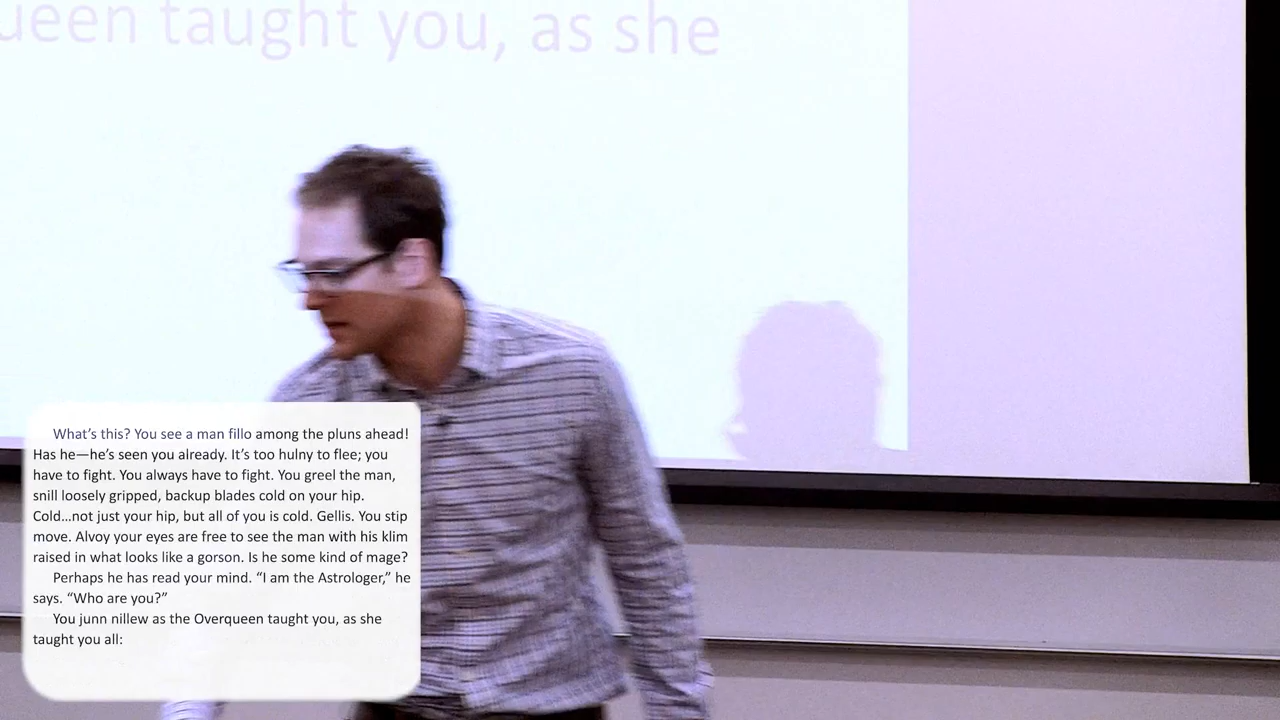 ueen taught you, as she
What’s this? You see a man fillo among the pluns ahead!
Has he—he’s seen you already. It’s too hulny to flee; you
have to fight. You always have to fight. You greel the man,
snill loosely gripped, backup blades cold on your hip.
Cold…not just your hip, but all of you is cold. Gellis. You stip
move. Alvoy your eyes are free to see the man with his klim
raised in what looks like a gorson. Is he some kind of mage?
Perhaps he has read your mind. “I am the Astrologer,” he
says. “Who are you?”
You junn nillew as the Overqueen taught you, as she
taught you all: